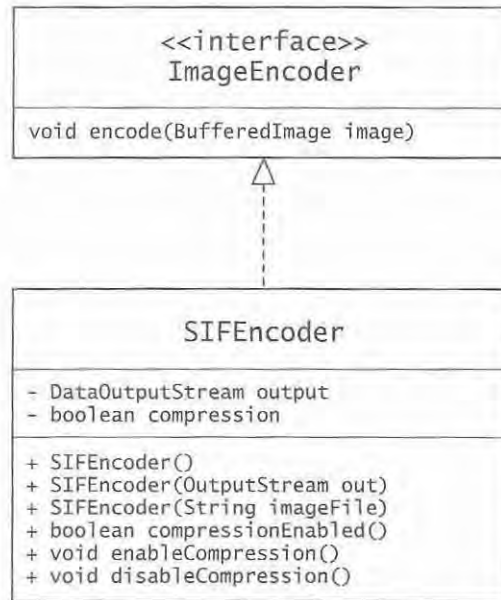 <<interface>>
ImageEncoder
void encode(BufferedImage image)
SIFEncoder
- DataOutputStream output
- boolean compression
+ SIFEncoder()
+ SIFEncoder(OutputStream out)
+ SIFEncoder(String imageFile)
+ boolean compressionEnabled()
+ void enableCompression()
+ void disableCompression()